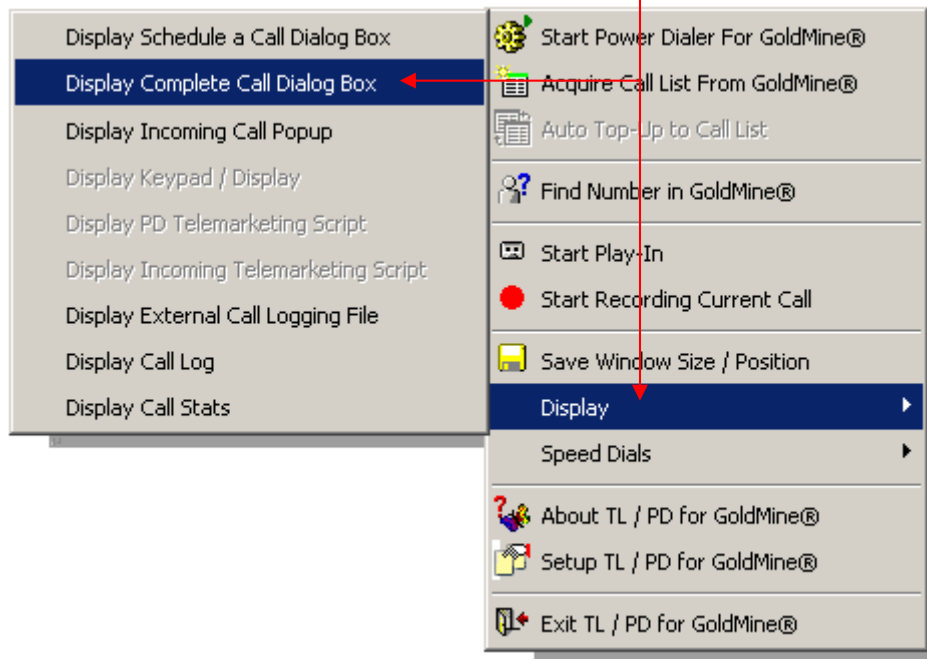 Display Schedule a Call Dialog Box
Display Complete Call Dialog Box
Display Incoming Call Popup
Display Keypad / Display
Display PD Telemarketing Script
Display Incoming Telemarketing Script
Display External Call Logging File
Display Call Log
Display Call Stats
Start Power Dialer For GoldMine®
Acquire Call List From GoldMine®
Auto Top-Up to Call List
Find Number in GoldMine®
Start Play-In
Start Recording Current Call
Save Window Size / Position
Display
Speed Dials
About TL / PD for GoldMine®
Setup TL / PD for GoldMine®
Exit TL / PD for GoldMine®